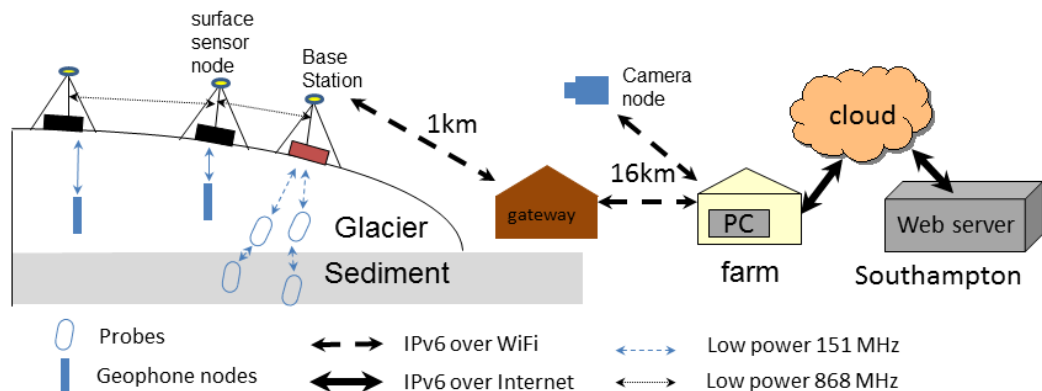 surface
sensor
node
Base
Station
Camera
node
cloud
1km
16km
gateway
PC
Web server
Glacier
Sediment
farm
Southampton
Probes
IPv6 over WiFi
Low power 151 MHz
Geophone nodes
IPv6 over Internet
Low power 868 MHz